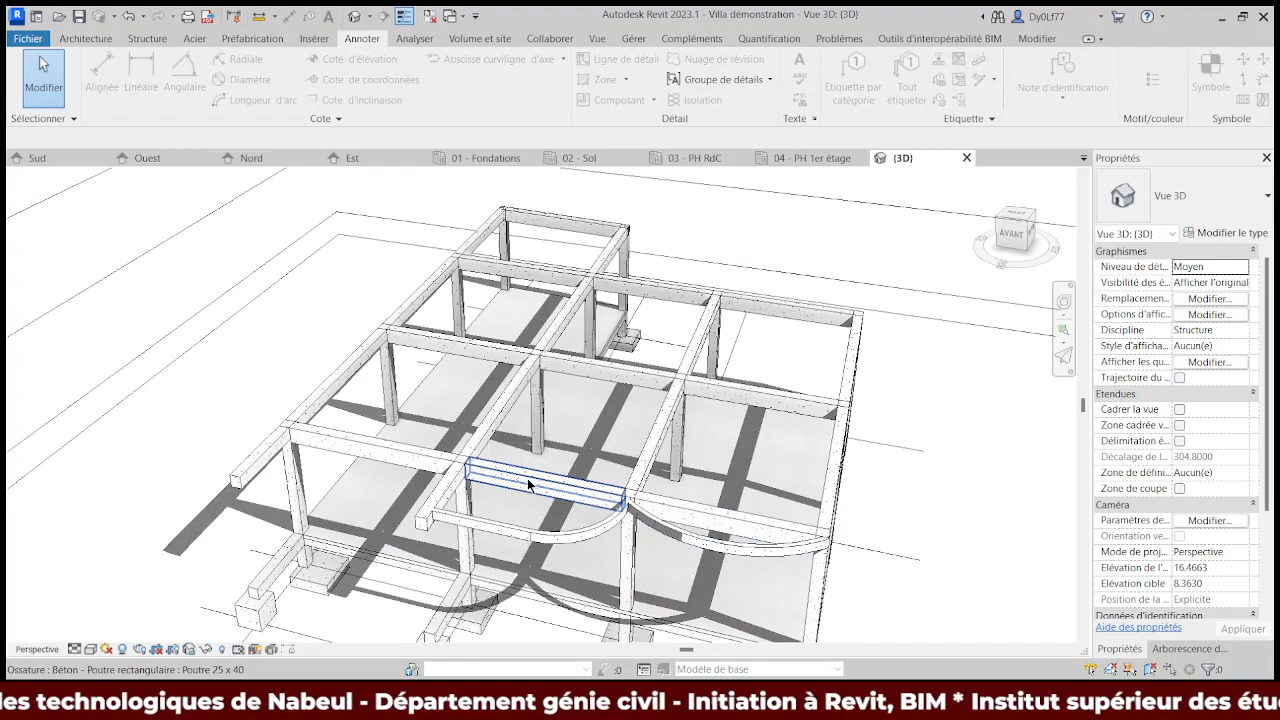 Autodesk Revit 2023.1 - Villa démonstration - Vue 3D: {3D}
Dy0Lf77
Fichier Architecture Structure Acier Préfabrication Insérer Annoter Analyser Volume et site Collaborer Vue Gérer Quantification Problèmes Outils d'interopérabilité BIM Modifier
Modifier
Alignée Linéaire Angulaire
Radiale
Diamètre
Longueur d'arc
Cote d'élévation
Cote de coordonnées
Cote d'inclinaison
Abscisse curviligne d'axe
Ligne de détail
Zone
Composant
Nuage de révision
Groupe de détails
Isolation
Etiquette par
catégorie
Tout
étiqueter
Note d'identification
Symbole
Sélectionner Cote Détail Texte Etiquette Motif/couleur Symbole
Sud Ouest Nord Est 01 - Fondations 02 - Sol 03 - PH RdC 04 - PH 1er étage {3D}
AVANT
Propriétés
Vue 3D
Vue 3D: {3D} Modifier le type
Graphismes
Niveau de dét... Moyen
Visibilité des é... Afficher l'original
Remplacemen... Modifier...
Options d'affic... Modifier...
Discipline Structure
Style d'afficha... Aucun(e)
Afficher les qu... Modifier...
Trajectoire du ...
Etendues
Cadrer la vue
Zone cadrée v...
Délimitation é...
Décalage de l... 304.8000
Zone de défini... Aucun(e)
Zone de coupe
Caméra
Paramètres de... Modifier...
Orientation ve...
Mode de proj... Perspective
Elévation de l'... 16.4663
Elévation cible 8.3630
Position de la ... Explicite
Données d'identification
Aide des propriétés Appliquer
Propriétés Arborescence d...
Perspective
Ossature : Béton - Poutre rectangulaire : Poutre 25 x 40
:0
Modèle de base
:0
les technologiques de Nabeul - Département génie civil - Initiation à Revit, BIM * Institut supérieur des étu